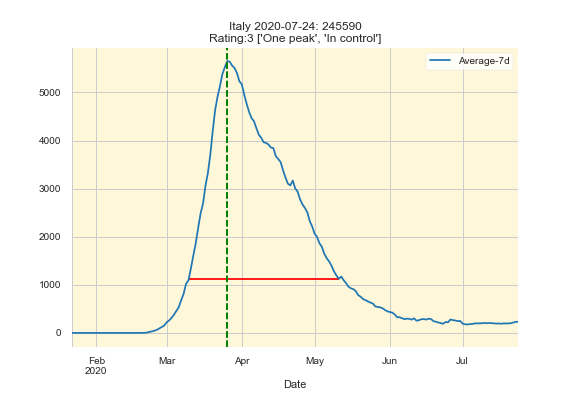 Italy 2020-07-24: 245590
Rating:3 ['One peak', 'In control']
Average-7d
5000
4000
3000
2000
1000
0
Feb
2020
Mar
Apr
May
Jun
Jul
Date